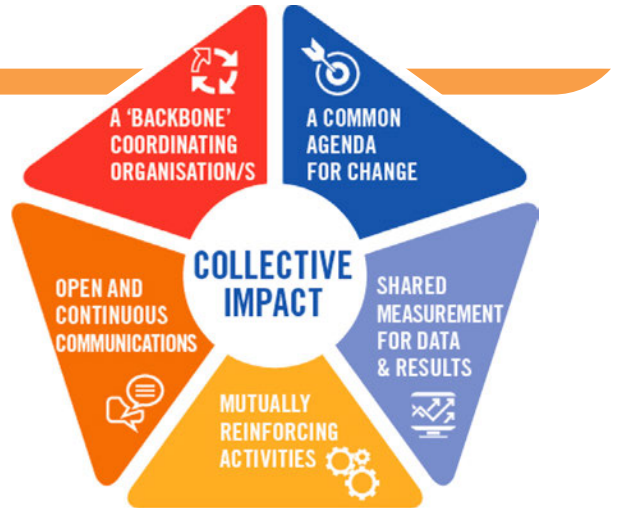 A 'BACKBONE'
COORDINATING
ORGANISATION/S
A COMMON
AGENDA
FOR CHANGE
COLLECTIVE
IMPACT
OPEN AND
CONTINUOUS
COMMUNICATIONS
SHARED
MEASUREMENT
FOR DATA
& RESULTS
MUTUALLY
REINFORCING
ACTIVITIES